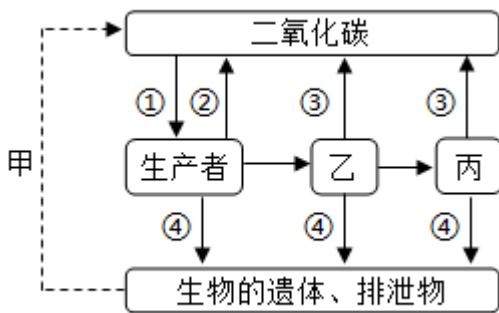 二氧化碳
① ② ③ ③
甲
生产者 乙 丙
④ ④ ④
生物的遗体、排泄物